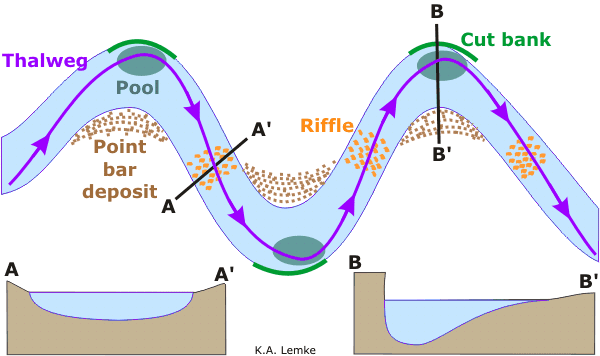 B
Cut bank
Thalweg
Pool
A'
Riffle
Point
bar
deposit
B'
A
A
A'
B
B'
K.A. Lemke